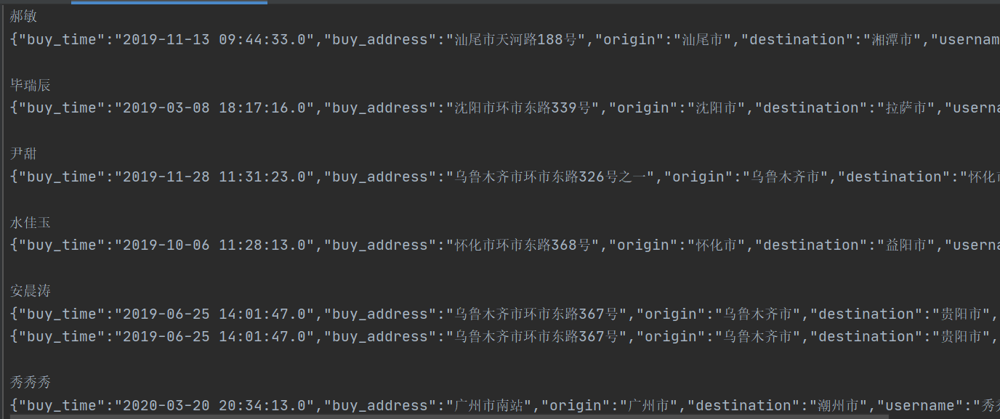 郝敏
{"buy_time":"2019-11-13 09:44:33.0","buy_address":"汕尾市天河路188号","origin":"汕尾市","destination":"湘潭市","usernam
毕瑞辰
{"buy_time":"2019-03-08 18:17:16.0","buy_address":"沈阳市环市东路339号","origin":"沈阳市","destination":"拉萨市","userna
尹甜
{"buy_time":"2019-11-28 11:31:23.0","buy_address":"乌鲁木齐市环市东路326号之一","origin":"乌鲁木齐市","destination":"怀化市
水佳玉
{"buy_time":"2019-10-06 11:28:13.0","buy_address":"怀化市环市东路368号","origin":"怀化市","destination":"益阳市","userna
安晨涛
{"buy_time":"2019-06-25 14:01:47.0","buy_address":"乌鲁木齐市环市东路367号","origin":"乌鲁木齐市","destination":"贵阳市",
{"buy_time":"2019-06-25 14:01:47.0","buy_address":"乌鲁木齐市环市东路367号","origin":"乌鲁木齐市","destination":"贵阳市",
秀秀秀
{"buy_time":"2020-03-20 20:34:13.0","buy_address":"广州市南站","origin":"广州市","destination":"潮州市","username":"秀秀